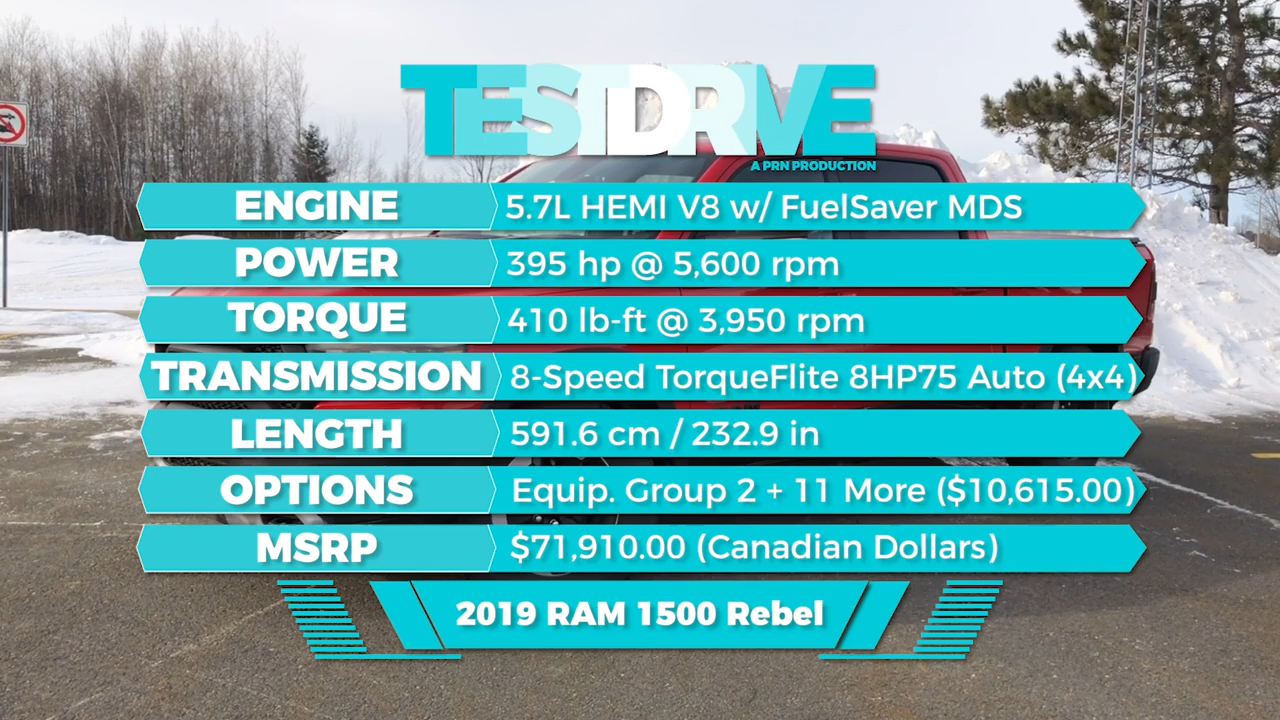 TESTDRIVE
A PRN PRODUCTION
ENGINE 5.7L HEMI V8 w/ FuelSaver MDS
POWER 395 hp @ 5,600 rpm
TORQUE 410 lb-ft @ 3,950 rpm
TRANSMISSION 8-Speed TorqueFlite 8HP75 Auto (4x4)
LENGTH 591.6 cm / 232.9 in
OPTIONS Equip. Group 2 + 11 More ($10,615.00)
MSRP $71,910.00 (Canadian Dollars)
2019 RAM 1500 Rebel